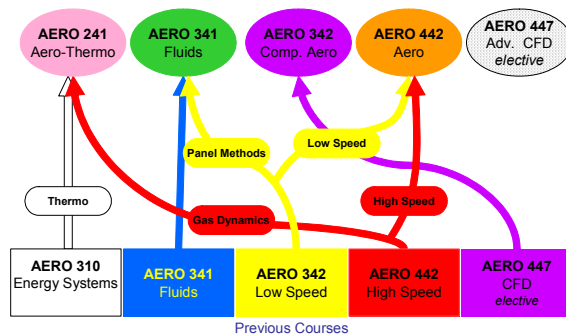 AERO 241
Aero-Thermo
AERO 341
Fluids
AERO 342
Comp. Aero
AERO 442
Aero
AERO 447
Adv. CFD
elective
Panel Methods
Low Speed
Thermo
Gas Dynamics
High Speed
AERO 310
Energy Systems
AERO 341
Fluids
AERO 342
Low Speed
AERO 442
High Speed
AERO 447
CFD
elective
Previous Courses